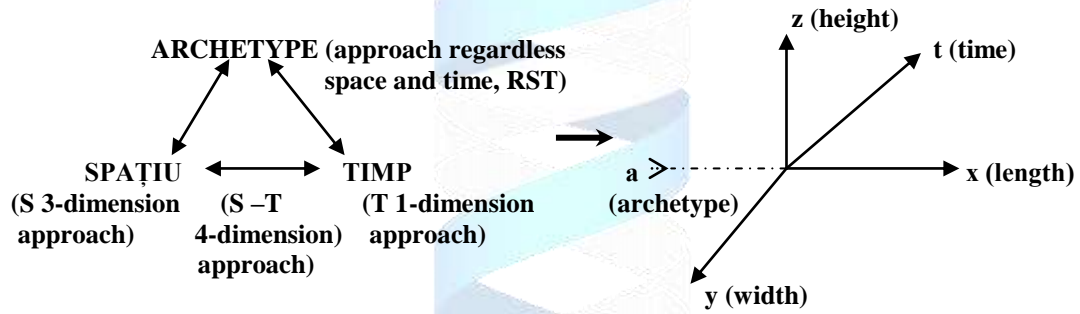 ARCHETYPE (approach regardless
space and time, RST)
SPAȚIU
TIMP
(S 3-dimension
approach)
(S –T
4-dimension)
approach)
(T 1-dimension
approach)
z (height)
t (time)
a
(archetype)
x (length)
y (width)